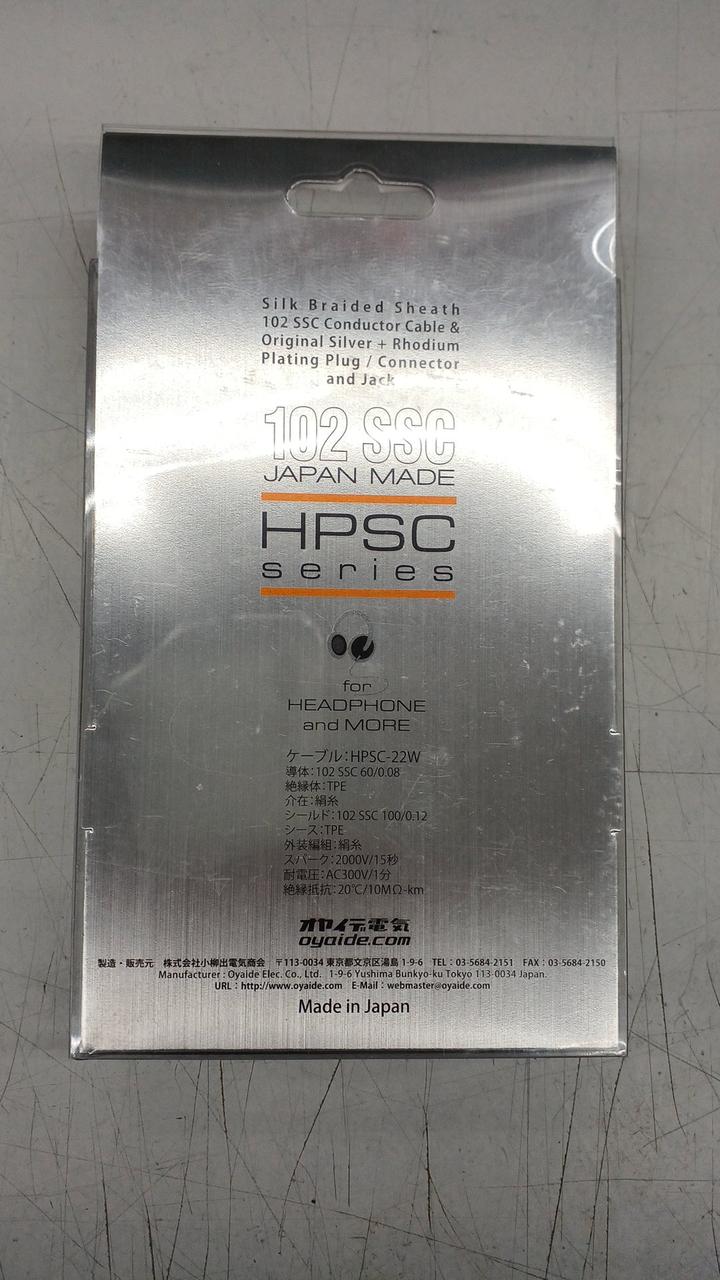 Silk Braided Sheath
102 SSC Conductor Cable &
Original Silver + Rhodium
Plating Plug / Connector
and Jack
102 SSC
JAPAN MADE
HPSC
series
for
HEADPHONE
and MORE
ケーブル：HPSC-22W
導体：102 SSC 60/0.08
絶縁体：TPE
介在：絹糸
シールド：102 SSC 100/0.12
シース：TPE
外装編組：絹糸
スパーク：2000V/15秒
耐電圧：AC300V/1分
絶縁抵抗：20℃/10MΩ-km
オヤイデ電気
oyaide.com
製造・販売元　株式会社小柳出電気商会　〒113-0034 東京都文京区湯島 1-9-6　TEL：03-5684-2151　FAX：03-5684-2150
Manufacturer : Oyaide Elec. Co., Ltd.　1-9-6 Yushima Bunkyo-ku Tokyo 113-0034 Japan.
URL：http://www.oyaide.com　E-Mail：webmaster@oyaide.com
Made in Japan